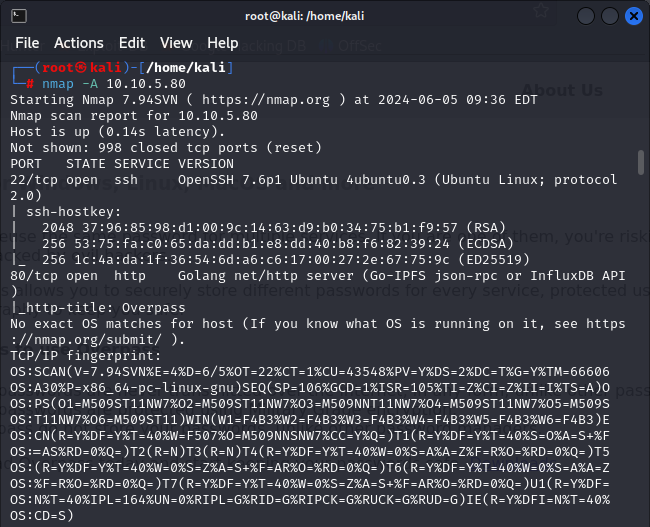 root@kali: /home/kali
File Actions Edit View Help
┌──(root㉿kali)-[/home/kali]
└─# nmap -A 10.10.5.80
Starting Nmap 7.94SVN ( https://nmap.org ) at 2024-06-05 09:36 EDT
Nmap scan report for 10.10.5.80
Host is up (0.14s latency).
Not shown: 998 closed tcp ports (reset)
PORT   STATE SERVICE VERSION
22/tcp open  ssh     OpenSSH 7.6p1 Ubuntu 4ubuntu0.3 (Ubuntu Linux; protocol
2.0)
| ssh-hostkey:
|   2048 37:96:85:98:d1:00:9c:14:63:d9:b0:34:75:b1:f9:57 (RSA)
|   256 53:75:fa:c0:65:da:dd:b1:e8:dd:40:b8:f6:82:39:24 (ECDSA)
|_  256 1c:4a:da:1f:36:54:6d:a6:c6:17:00:27:2e:67:75:9c (ED25519)
80/tcp open  http    Golang net/http server (Go-IPFS json-rpc or InfluxDB API
)
|_http-title: Overpass
No exact OS matches for host (If you know what OS is running on it, see https
://nmap.org/submit/ ).
TCP/IP fingerprint:
OS:SCAN(V=7.94SVN%E=4%D=6/5%OT=22%CT=1%CU=43548%PV=Y%DS=2%DC=T%G=Y%TM=66606
OS:A30%P=x86_64-pc-linux-gnu)SEQ(SP=106%GCD=1%ISR=105%TI=Z%CI=Z%II=I%TS=A)O
OS:PS(O1=M509ST11NW7%O2=M509ST11NW7%O3=M509NNT11NW7%O4=M509ST11NW7%O5=M509S
OS:T11NW7%O6=M509ST11)WIN(W1=F4B3%W2=F4B3%W3=F4B3%W4=F4B3%W5=F4B3%W6=F4B3)E
OS:CN(R=Y%DF=Y%T=40%W=F507%O=M509NNSNW7%CC=Y%Q=)T1(R=Y%DF=Y%T=40%S=O%A=S+%F
OS:=AS%RD=0%Q=)T2(R=N)T3(R=N)T4(R=Y%DF=Y%T=40%W=0%S=A%A=Z%F=R%O=%RD=0%Q=)T5
OS:(R=Y%DF=Y%T=40%W=0%S=Z%A=S+%F=AR%O=%RD=0%Q=)T6(R=Y%DF=Y%T=40%W=0%S=A%A=Z
OS:%F=R%O=%RD=0%Q=)T7(R=Y%DF=Y%T=40%W=0%S=Z%A=S+%F=AR%O=%RD=0%Q=)U1(R=Y%DF=
OS:N%T=40%IPL=164%UN=0%RIPL=G%RID=G%RIPCK=G%RUCK=G%RUD=G)IE(R=Y%DFI=N%T=40%
OS:CD=S)